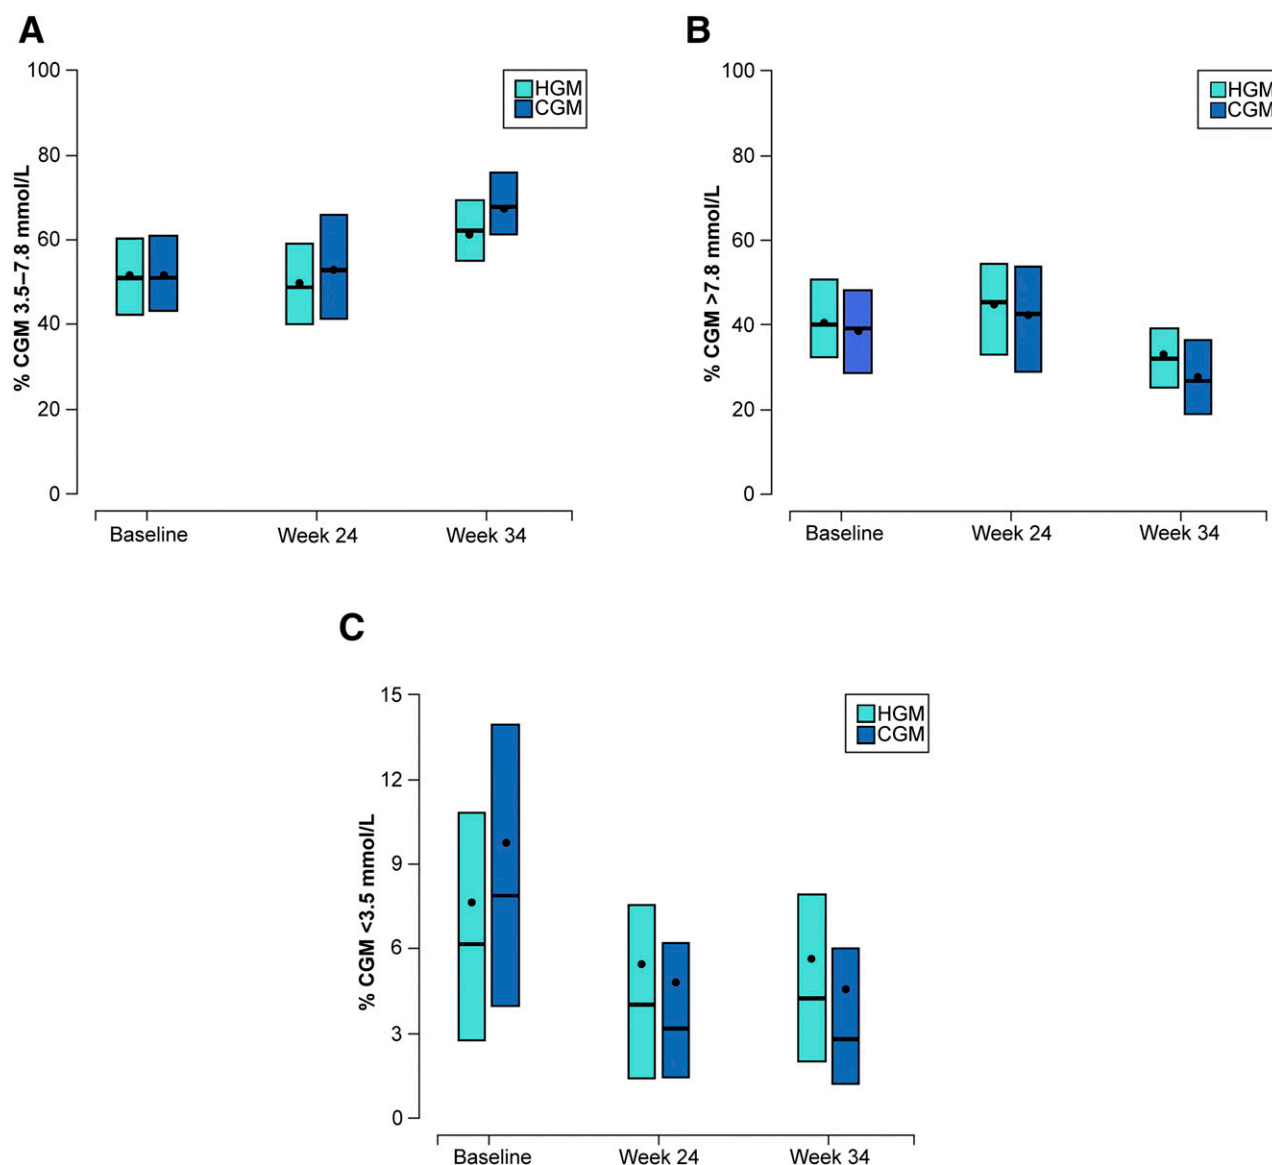 A
100
80
60
40
20
0
% CGM 3.5–7.8 mmol/L
HGM
CGM
Baseline
Week 24
Week 34
B
100
80
60
40
20
0
% CGM >7.8 mmol/L
HGM
CGM
Baseline
Week 24
Week 34
C
15
12
9
6
3
0
% CGM <3.5 mmol/L
HGM
CGM
Baseline
Week 24
Week 34